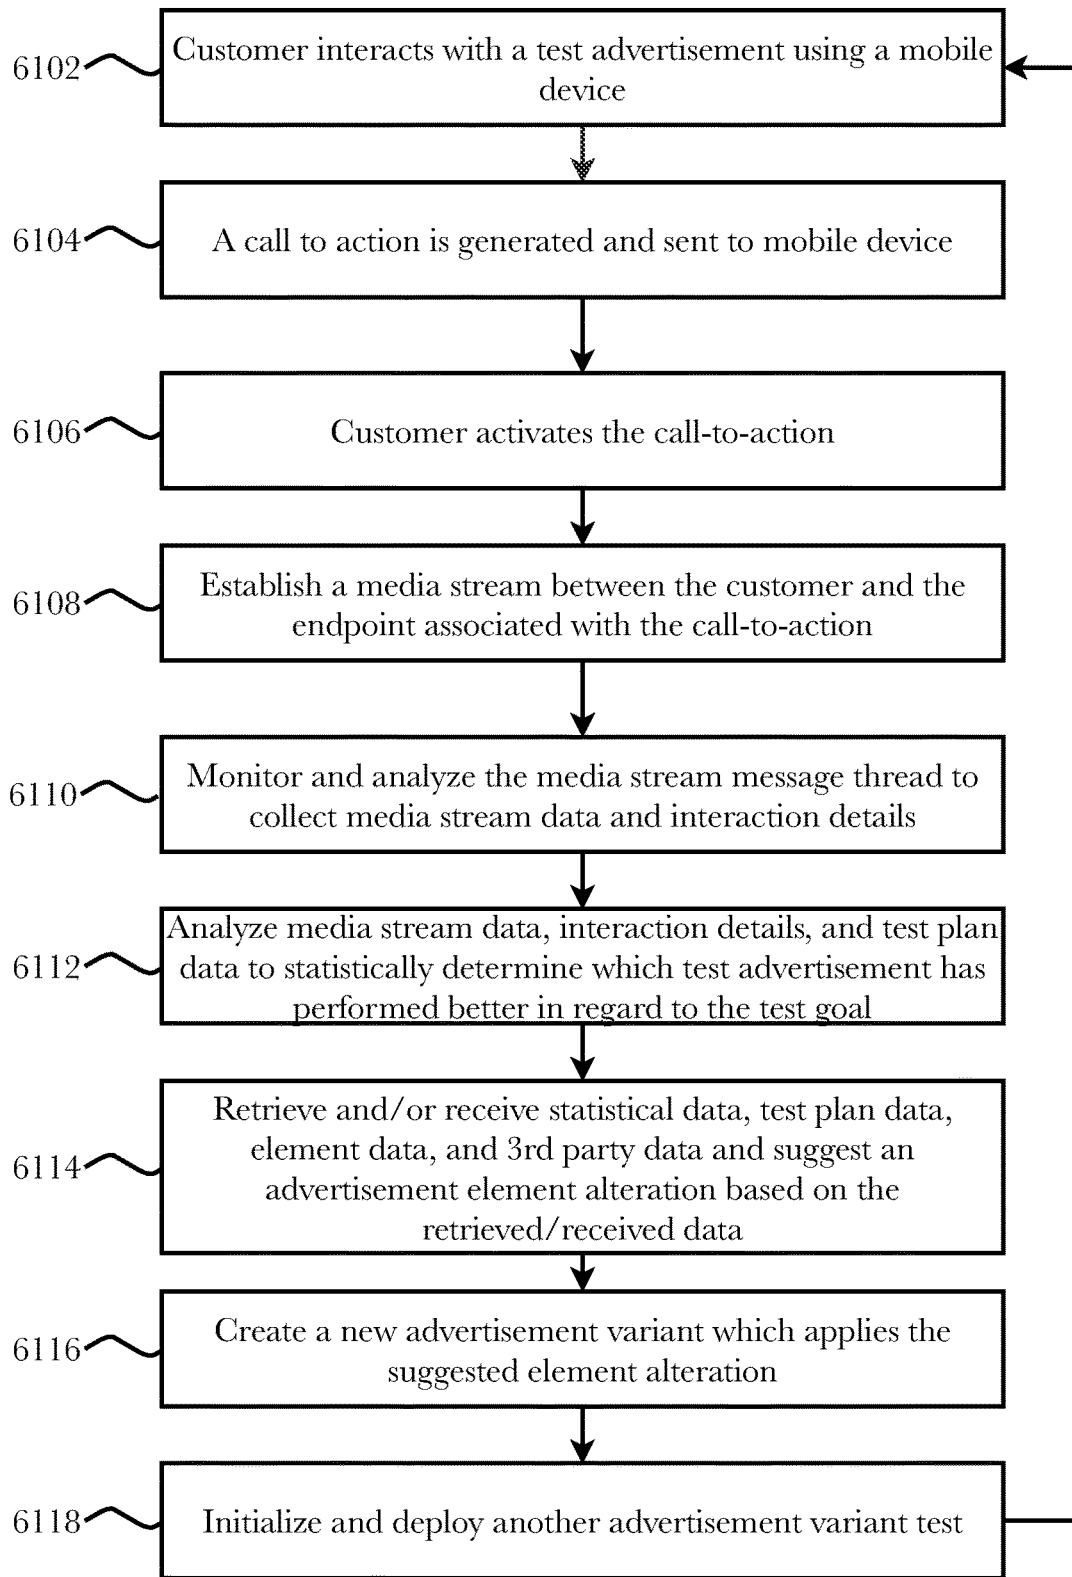 6102
Customer interacts with a test advertisement using a mobile
device
6104
A call to action is generated and sent to mobile device
6106
Customer activates the call-to-action
6108
Establish a media stream between the customer and the
endpoint associated with the call-to-action
6110
Monitor and analyze the media stream message thread to
collect media stream data and interaction details
6112
Analyze media stream data, interaction details, and test plan
data to statistically determine which test advertisement has
performed better in regard to the test goal
6114
Retrieve and/or receive statistical data, test plan data,
element data, and 3rd party data and suggest an
advertisement element alteration based on the
retrieved/received data
6116
Create a new advertisement variant which applies the
suggested element alteration
6118
Initialize and deploy another advertisement variant test